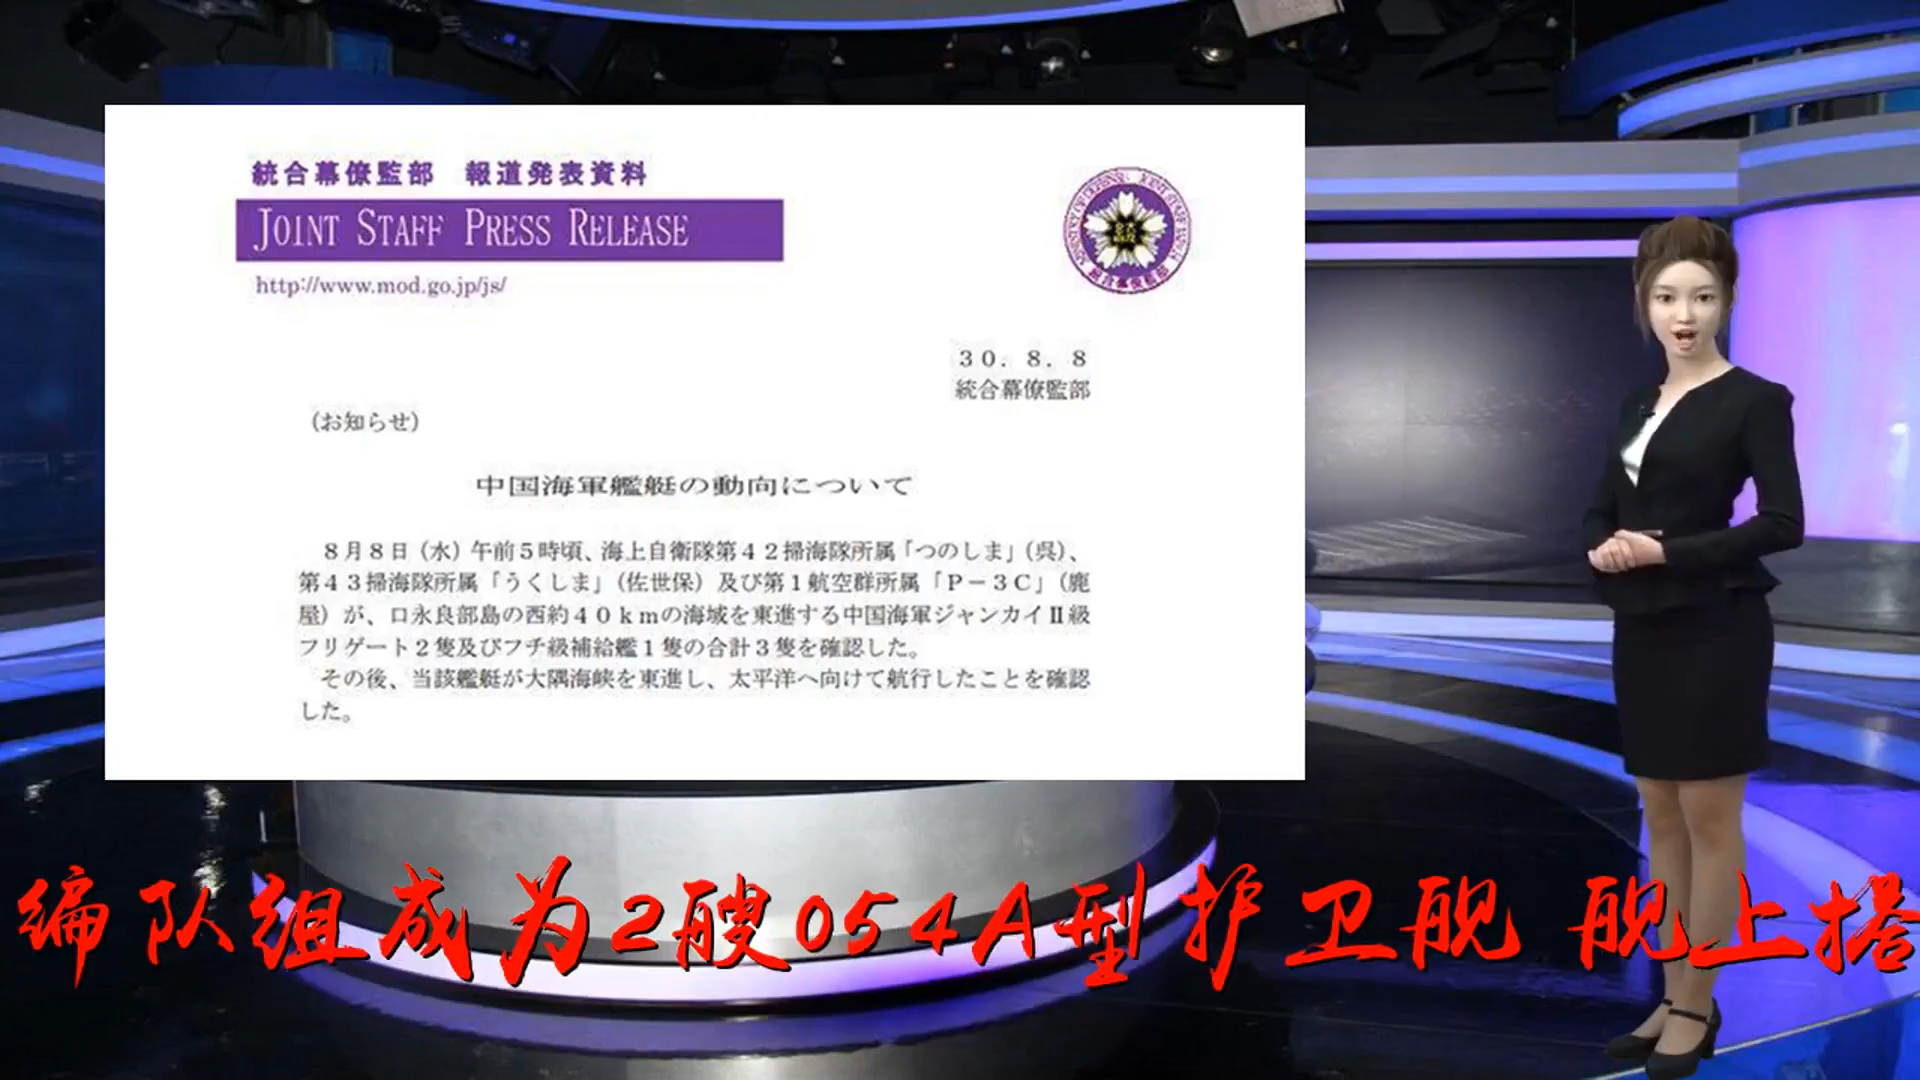 統合幕僚監部 報道発表資料
JOINT STAFF PRESS RELEASE
http://www.mod.go.jp/js/
３０．８．８
統合幕僚監部
（お知らせ）
中国海軍艦艇の動向について
８月８日（水）午前５時頃、海上自衛隊第４２掃海隊所属「つのしま」（呉）、
第４３掃海隊所属「うくしま」（佐世保）及び第１航空群所属「Ｐ－３Ｃ」（鹿
屋）が、口永良部島の西約４０ｋｍの海域を東進する中国海軍ジャンカイⅡ級
フリゲート２隻及びフチ級補給艦１隻の合計３隻を確認した。
その後、当該艦艇が大隅海峡を東進し、太平洋へ向けて航行したことを確認
した。
编队组成为2艘054A型护卫舰 舰上搭